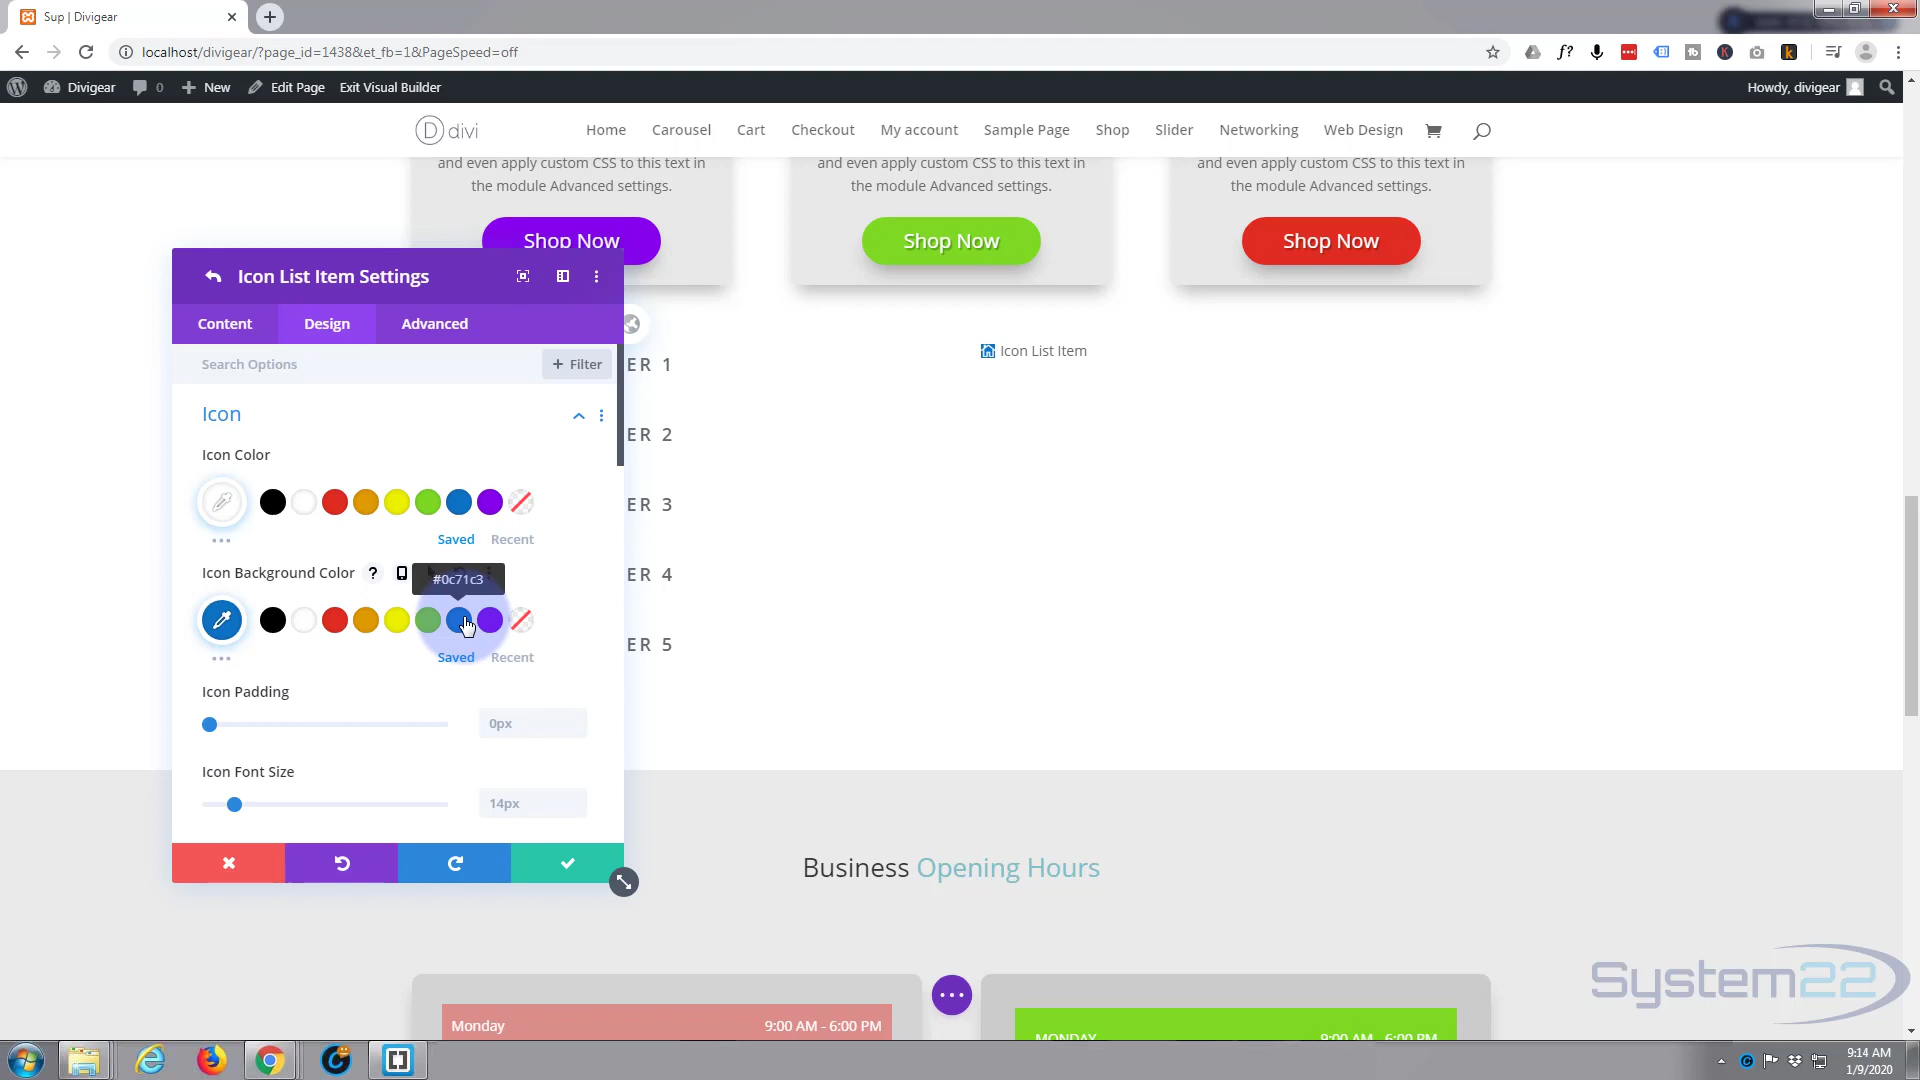 Sup | Divigear
localhost/divigear/?page_id=1438&et_fb=1&PageSpeed=off
Divigear 0 New Edit Page Exit Visual Builder Howdy, divigear
divi Home Carousel Cart Checkout My account Sample Page Shop Slider Networking Web Design
and even apply custom CSS to this text in
the module Advanced settings.
and even apply custom CSS to this text in
the module Advanced settings.
and even apply custom CSS to this text in
the module Advanced settings.
Shop Now
Shop Now
Shop Now
Icon List Item Settings
Content Design Advanced
Search Options
+ Filter
Icon
Icon Color
Saved Recent
Icon Background Color ?
#0c71c3
Saved Recent
Icon Padding
0px
Icon Font Size
14px
ER 1
ER 2
ER 3
ER 4
ER 5
Icon List Item
Business Opening Hours
Monday 9:00 AM - 6:00 PM
MONDAY 9:00 AM - 6:00 PM
System22
9:14 AM
1/9/2020